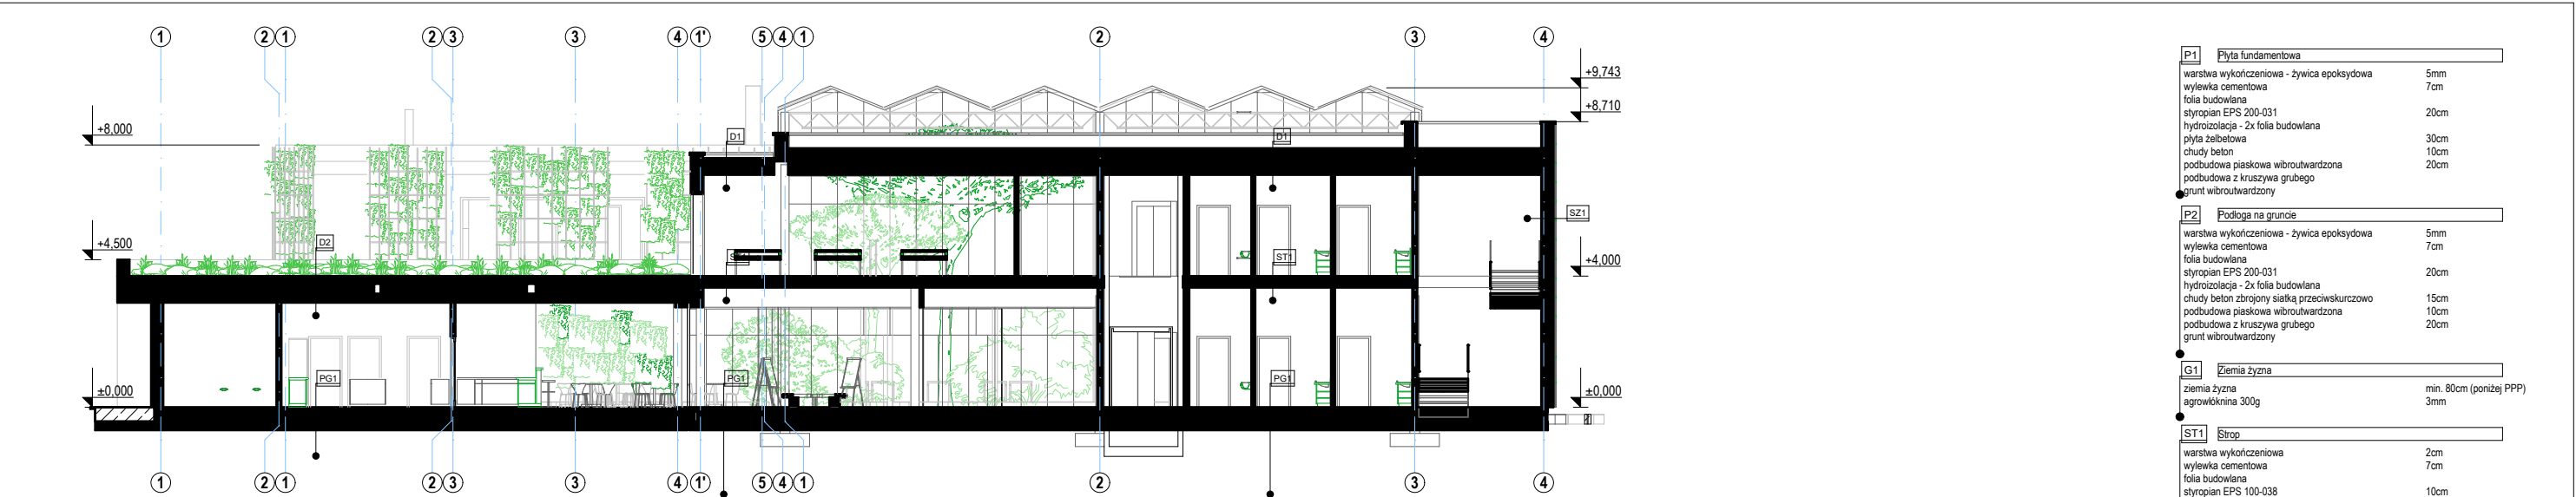 1 2 1 2 3 3 4 1' 5 4 1 2 3 4
+9,743
+8,710
+8,000
D1 D1
SZ1
D2
+4,500
ST1
+4,000
PG1 PG1 PG1
±0,000 ±0,000
1 2 1 2 3 3 4 1' 5 4 1 2 3 4
P1 Płyta fundamentowa
warstwa wykończeniowa - żywica epoksydowa 5mm
wylewka cementowa 7cm
folia budowlana
styropian EPS 200-031 20cm
hydroizolacja - 2x folia budowlana
płyta żelbetowa 30cm
chudy beton 10cm
podbudowa piaskowa wibroutwardzona 20cm
podbudowa z kruszywa grubego
grunt wibroutwardzony
P2 Podłoga na gruncie
warstwa wykończeniowa - żywica epoksydowa 5mm
wylewka cementowa 7cm
folia budowlana
styropian EPS 200-031 20cm
hydroizolacja - 2x folia budowlana
chudy beton zbrojony siatką przeciwskurczowo 15cm
podbudowa piaskowa wibroutwardzona 10cm
podbudowa z kruszywa grubego 20cm
grunt wibroutwardzony
G1 Ziemia żyzna
ziemia żyzna min. 80cm (poniżej PPP)
agrowłóknina 300g 3mm
ST1 Strop
warstwa wykończeniowa 2cm
wylewka cementowa 7cm
folia budowlana
styropian EPS 100-038 10cm